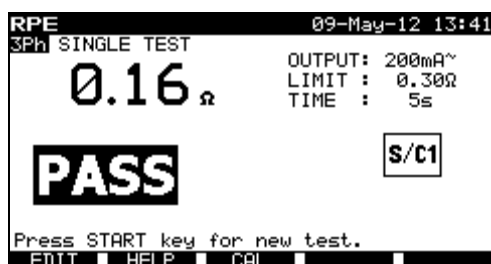 RPE 09-May-12 13:41
3Ph SINGLE TEST
0.16 Ω
OUTPUT: 200mA~
LIMIT : 0.30Ω
TIME : 5s
S/C1
PASS
Press START key for new test.
EDIT HELP CAL